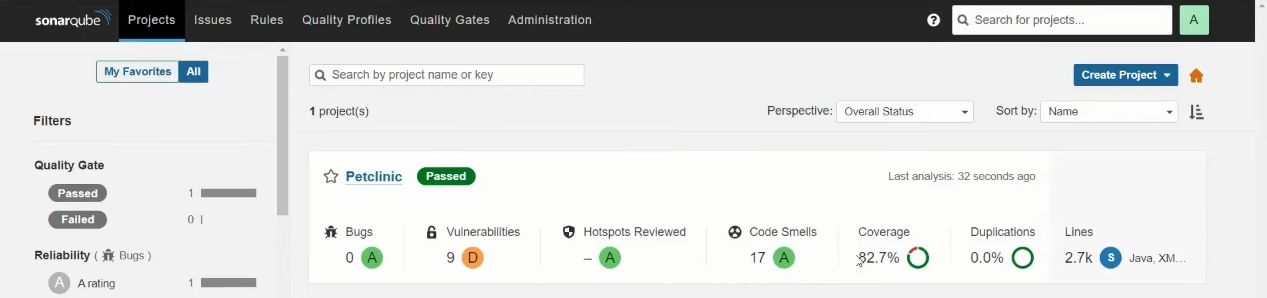 sonarqube Projects Issues Rules Quality Profiles Quality Gates Administration ? Search for projects... A
My Favorites All
Search by project name or key
Create Project
1 project(s)
Perspective: Overall Status
Sort by: Name
Filters
Quality Gate
Passed 1
Failed 0
Reliability ( Bugs )
A A rating 1
Petclinic Passed
Last analysis: 32 seconds ago
Bugs Vulnerabilities Hotspots Reviewed Code Smells Coverage Duplications Lines
0 A 9 D – A 17 A 82.7% 0.0% 2.7k S Java, XM...